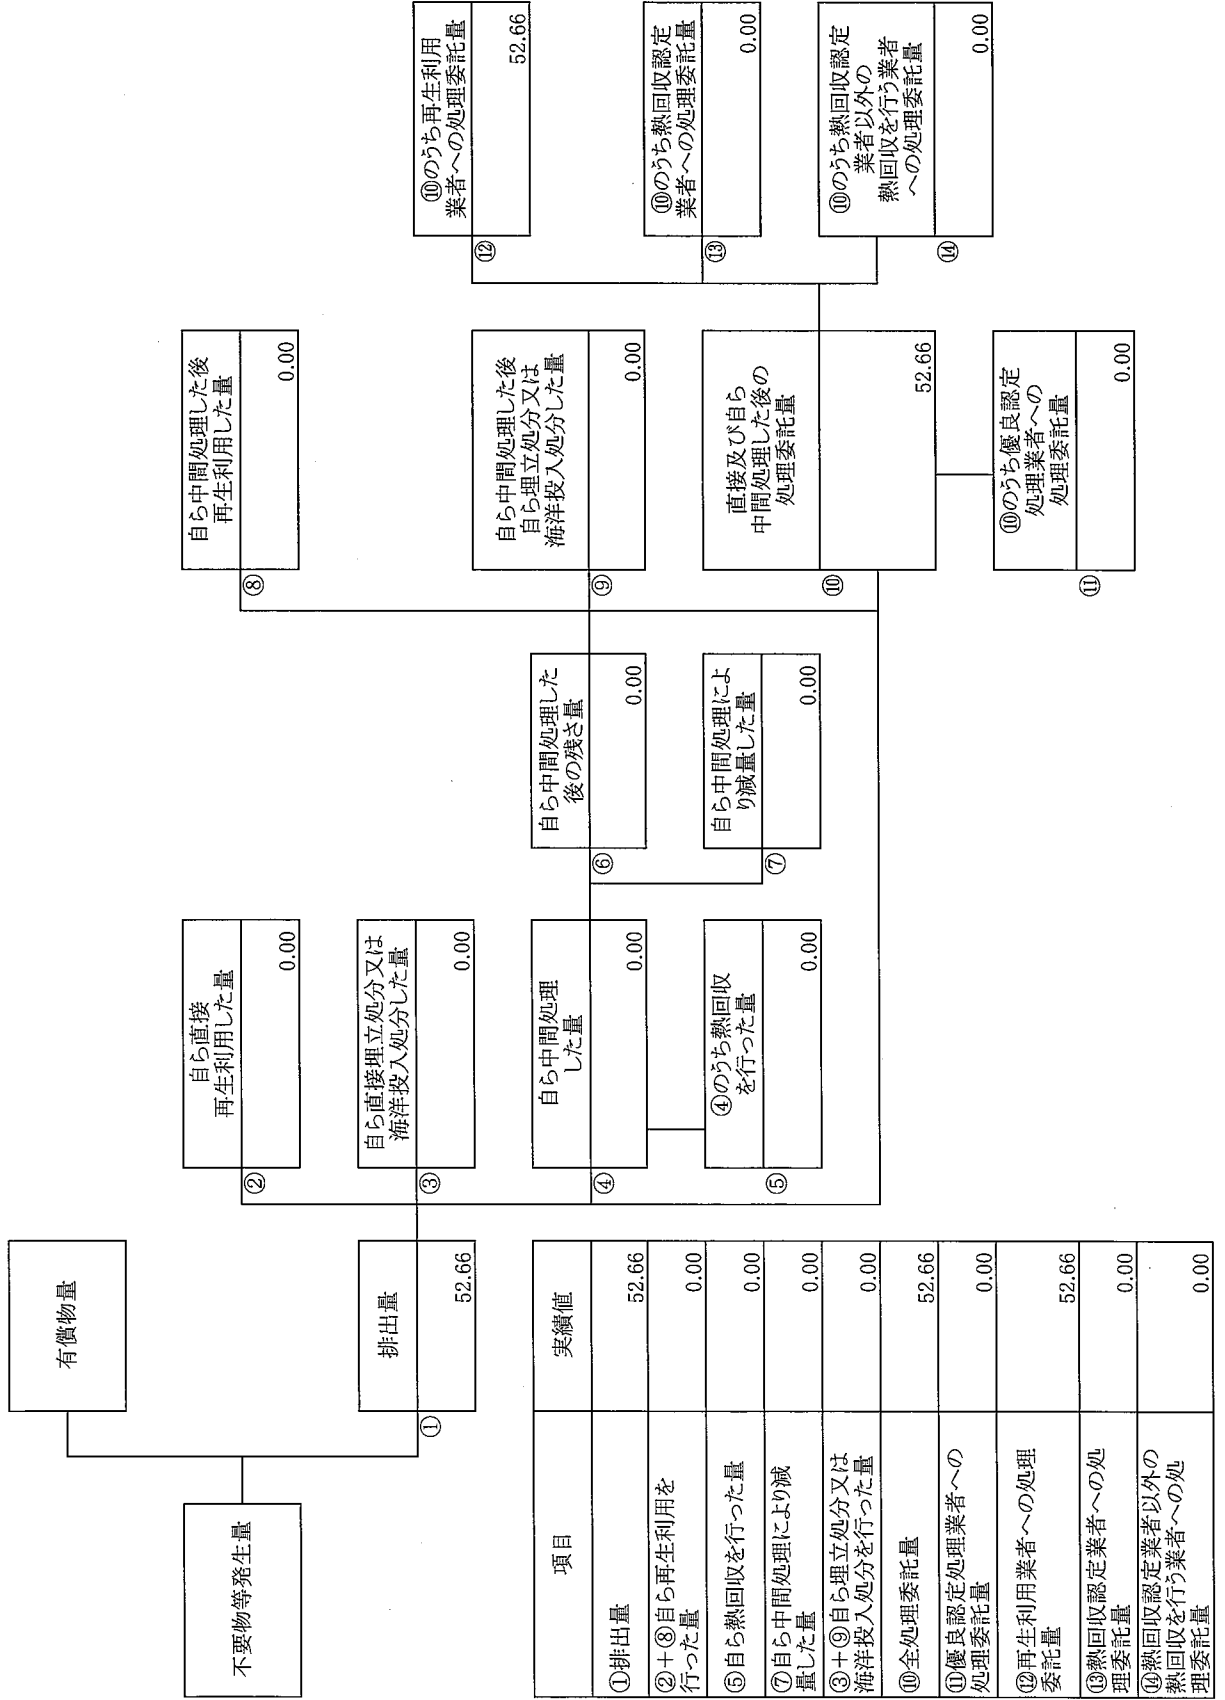 不要物等発生量
有償物量
排出量
①
52.66
自ら直接
再生利用した量
②
0.00
自ら直接埋立処分又は
海洋投入処分した量
③
0.00
自ら中間処理
した量
④
0.00
④のうち熱回収
を行った量
⑤
0.00
自ら中間処理した
後の残さ量
⑥
0.00
自ら中間処理によ
り減量した量
⑦
0.00
自ら中間処理した後
再生利用した量
⑧
0.00
自ら中間処理した後
自ら埋立処分又は
海洋投入処分した量
⑨
0.00
直接及び自ら
中間処理した後の
処理委託量
⑩
52.66
⑩のうち優良認定
処理業者への
処理委託量
⑪
0.00
⑩のうち再生利用
業者への処理委託量
⑫
52.66
⑩のうち熱回収認定
業者への処理委託量
⑬
0.00
⑩のうち熱回収認定
業者以外の
熱回収を行う業者
への処理委託量
⑭
0.00
項目 実績値
①排出量 52.66
②＋⑧自ら再生利用を
行った量 0.00
⑤自ら熱回収を行った量 0.00
⑦自ら中間処理により減
量した量 0.00
③＋⑨自ら埋立処分又は
海洋投入処分を行った量 0.00
⑩全処理委託量 52.66
⑪優良認定処理業者への
処理委託量 0.00
⑫再生利用業者への処理
委託量 52.66
⑬熱回収認定業者への処
理委託量 0.00
⑭熱回収認定業者以外の
熱回収を行う業者への処
理委託量 0.00